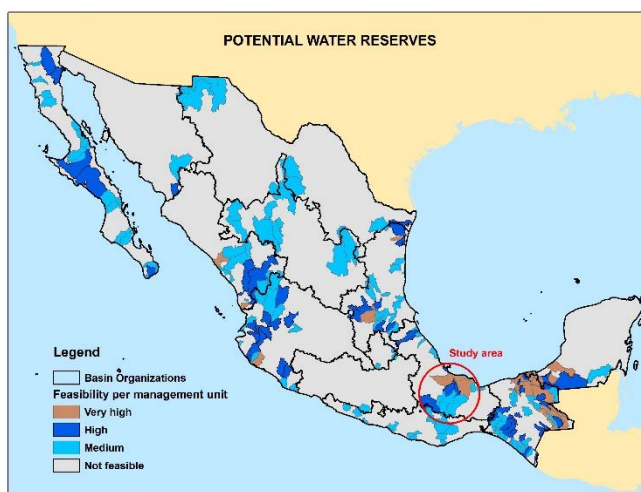 POTENTIAL WATER RESERVES
Study area
Legend
Basin Organizations
Feasibility per management unit
Very high
High
Medium
Not feasible